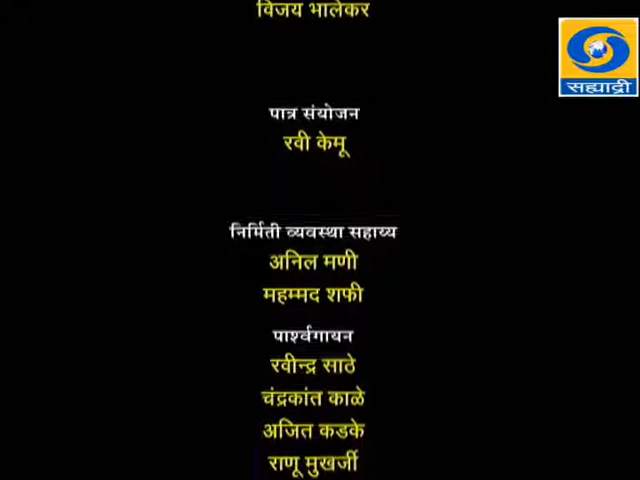 विजय भालेकर
सह्याद्री
पात्र संयोजन
रवी केमू
निर्मिती व्यवस्था सहाय्य
अनिल मणी
महम्मद शफी
पार्श्वगायन
रवीन्द्र साठे
चंद्रकांत काळे
अजित कडके
राणू मुखर्जी